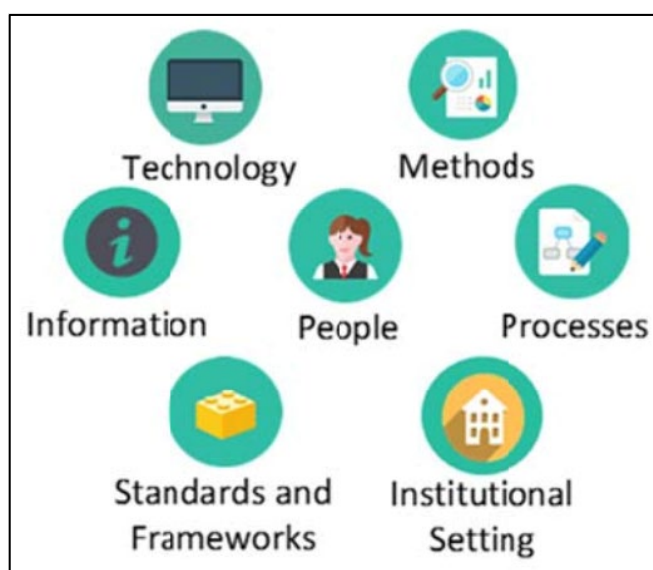 Technology
Methods
Information
People
Processes
Standards and
Frameworks
Institutional
Setting